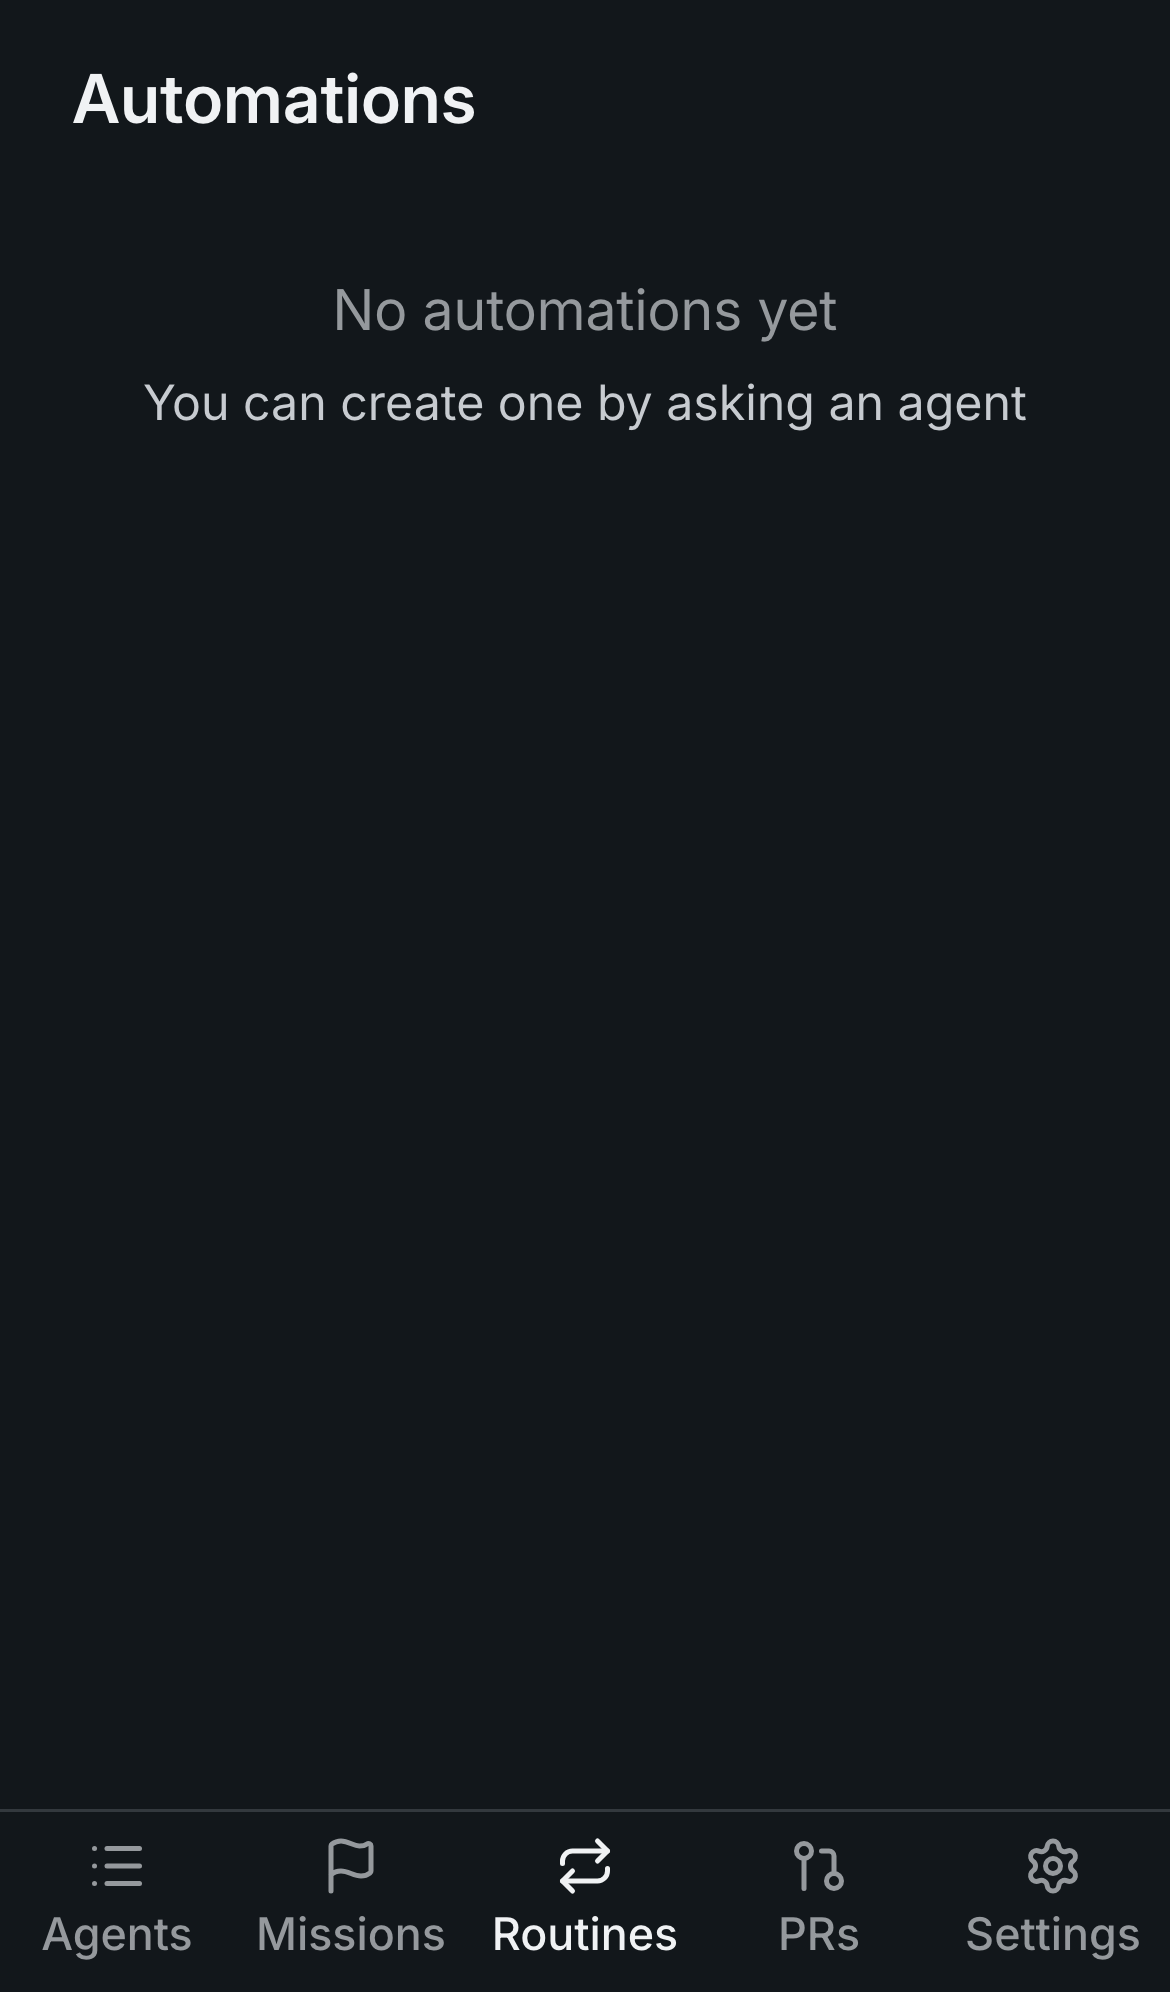 Automations
No automations yet
You can create one by asking an agent
Agents
Missions
Routines
PRs
Settings